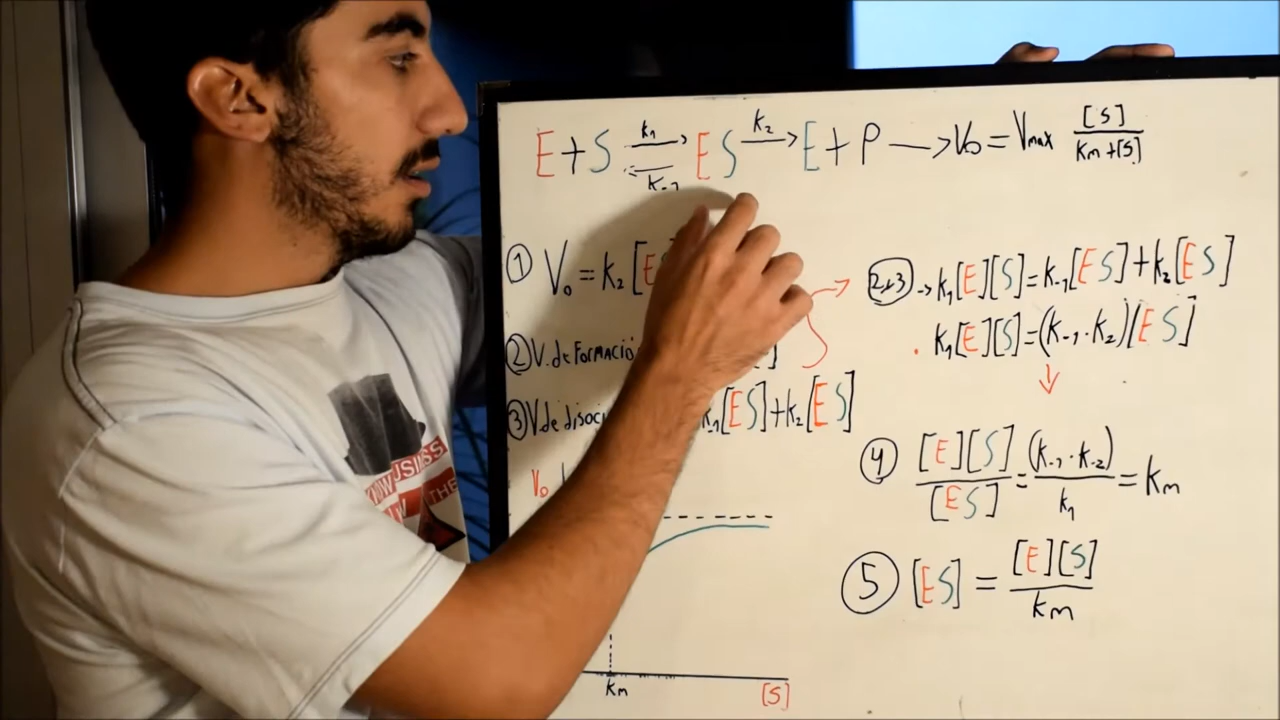 E + S ⇌ ES → E + P → V₀ = Vmax [S] / (Km + [S])
k₁ k₂
k₋₁
① V₀ = k₂ [ES
② V. de Formació
③ V. de disoci k₋₁[ES] + k₂[ES]
V₀
Km
[S]
2+3 → k₁[E][S] = k₋₁[ES] + k₂[ES]
. k₁[E][S] = (k₋₁ · k₂)[ES]
④ [E][S] / [ES] = (k₋₁ · k₋₂) / k₁ = Km
⑤ [ES] = [E][S] / Km
THE